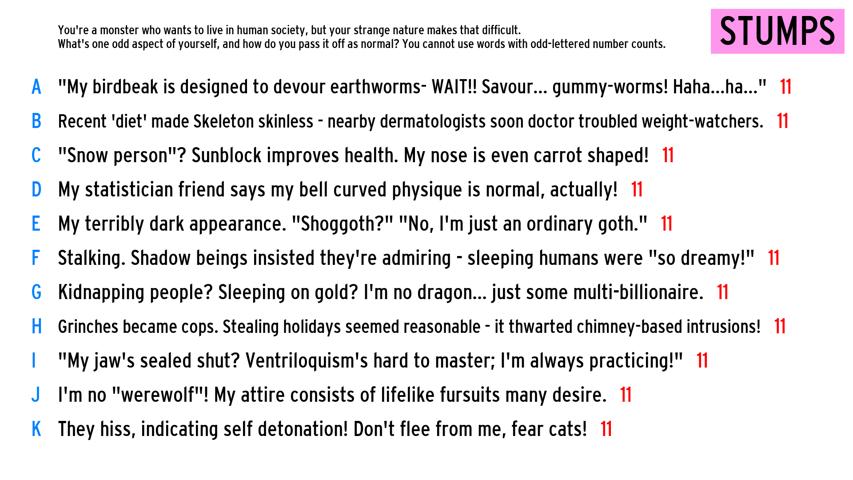 You're a monster who wants to live in human society, but your strange nature makes that difficult.
What's one odd aspect of yourself, and how do you pass it off as normal? You cannot use words with odd-lettered number counts.
STUMPS
A "My birdbeak is designed to devour earthworms- WAIT!! Savour... gummy-worms! Haha...ha..." 11
B Recent 'diet' made Skeleton skinless - nearby dermatologists soon doctor troubled weight-watchers. 11
C "Snow person"? Sunblock improves health. My nose is even carrot shaped! 11
D My statistician friend says my bell curved physique is normal, actually! 11
E My terribly dark appearance. "Shoggoth?" "No, I'm just an ordinary goth." 11
F Stalking. Shadow beings insisted they're admiring - sleeping humans were "so dreamy!" 11
G Kidnapping people? Sleeping on gold? I'm no dragon... just some multi-billionaire. 11
H Grinches became cops. Stealing holidays seemed reasonable - it thwarted chimney-based intrusions! 11
I "My jaw's sealed shut? Ventriloquism's hard to master; I'm always practicing!" 11
J I'm no "werewolf"! My attire consists of lifelike fursuits many desire. 11
K They hiss, indicating self detonation! Don't flee from me, fear cats! 11